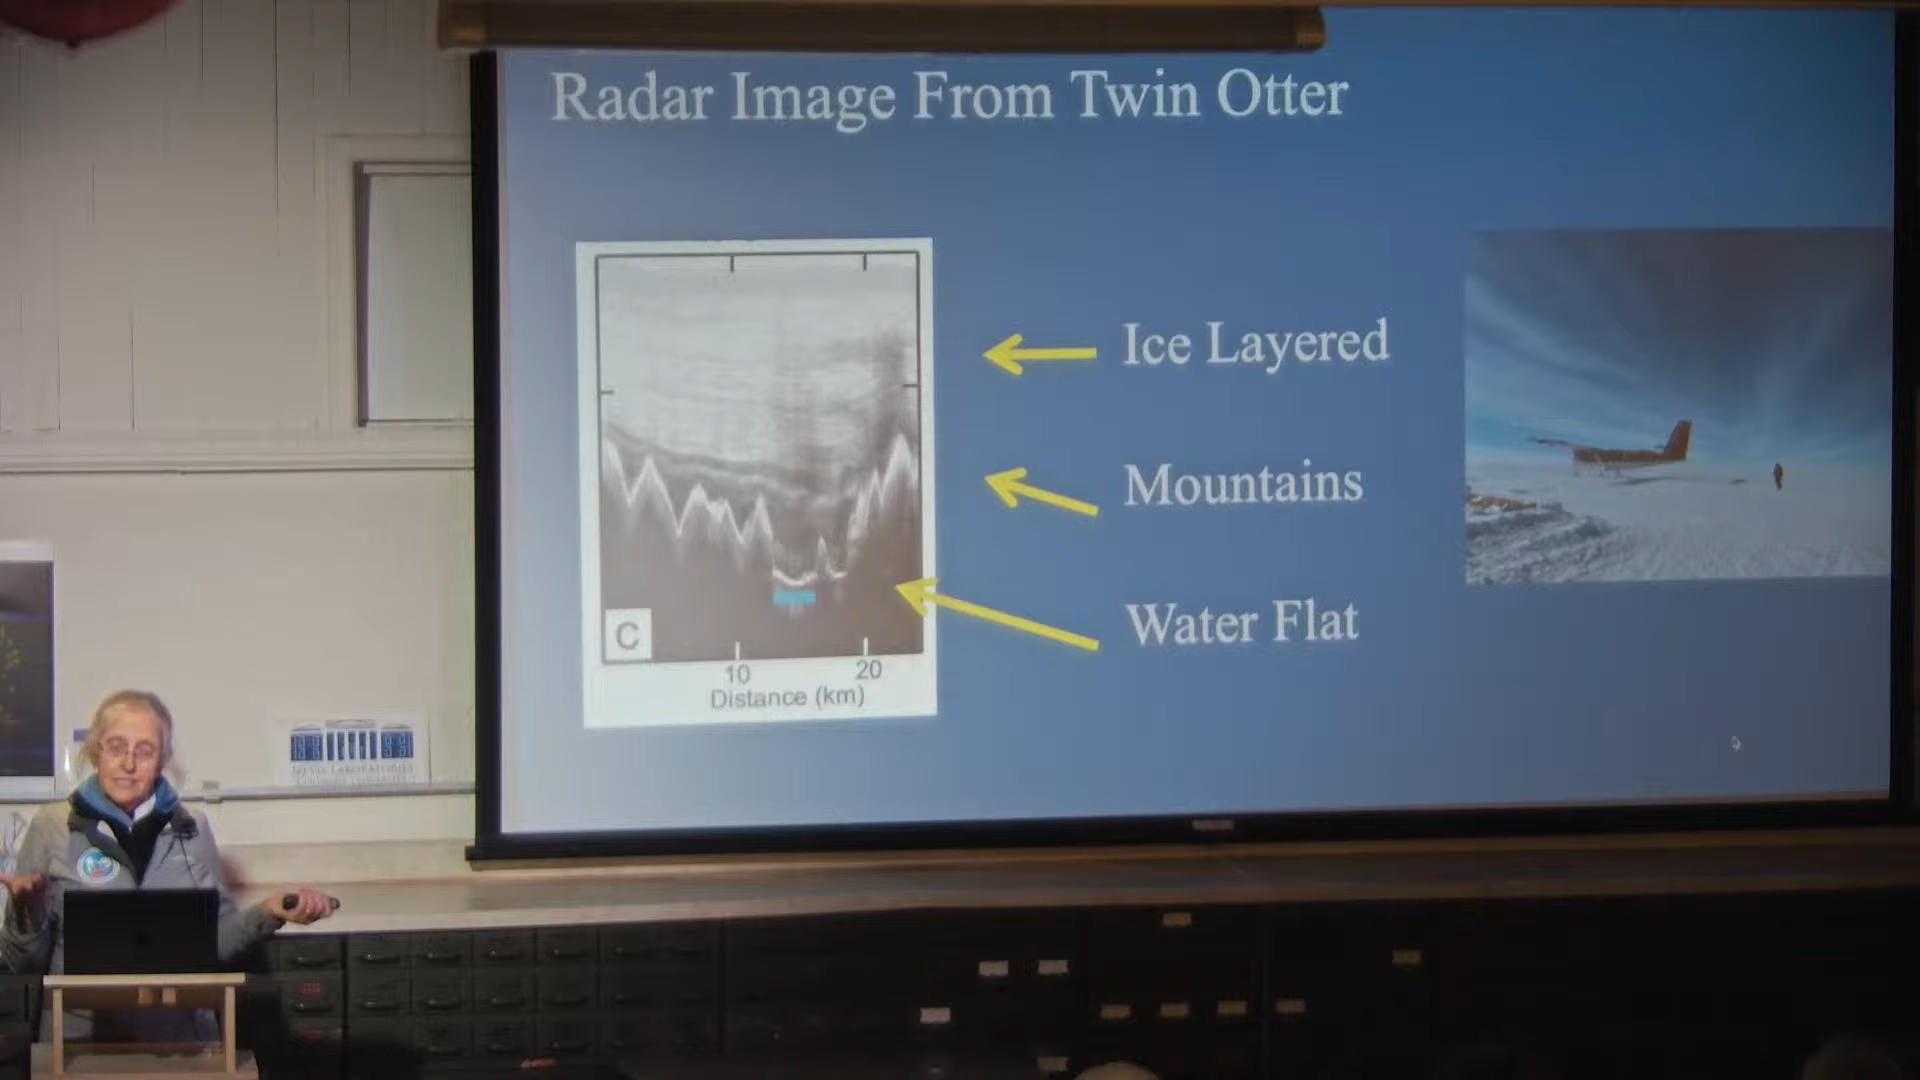 Radar Image From Twin Otter
Ice Layered
Mountains
Water Flat
C
10 20
Distance (km)